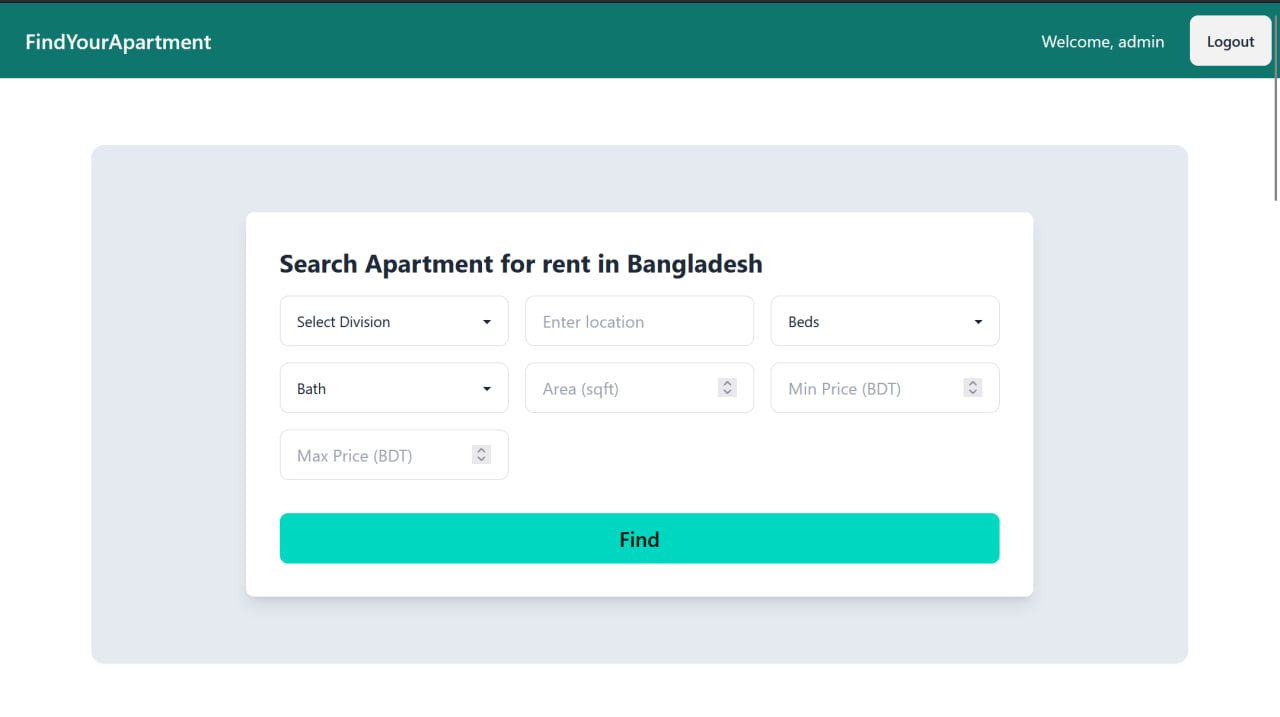 FindYourApartment
Welcome, admin
Logout
Search Apartment for rent in Bangladesh
Select Division
Enter location
Beds
Bath
Area (sqft)
Min Price (BDT)
Max Price (BDT)
Find